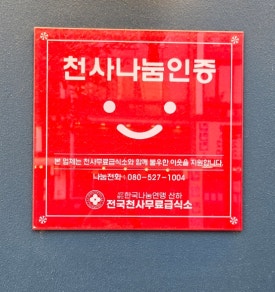 천사나눔인증
본 업체는 천사무료급식소와 함께 불우한 이웃을 지원합니다.
나눔전화 : 080-527-1004
한국나눔연맹 산하
전국천사무료급식소